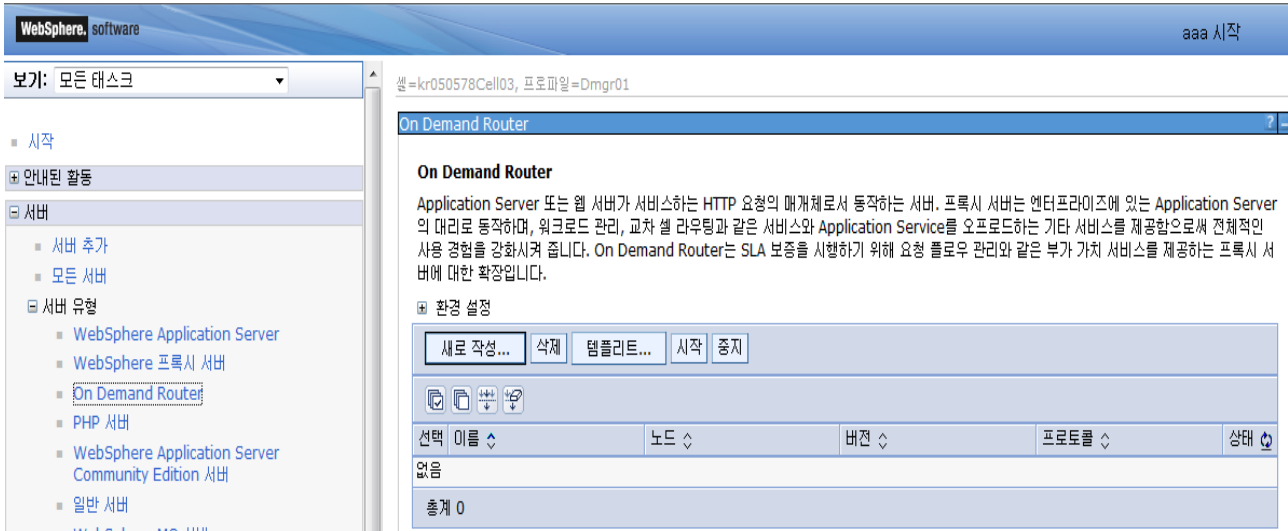 WebSphere. software
aaa 시작
보기: 모든 태스크
시작
안내된 활동
서버
서버 추가
모든 서버
서버 유형
WebSphere Application Server
WebSphere 프록시 서버
On Demand Router
PHP 서버
WebSphere Application Server
Community Edition 서버
일반 서버
셀=kr050578Cell03, 프로파일=Dmgr01
On Demand Router
?
On Demand Router
Application Server 또는 웹 서버가 서비스하는 HTTP 요청의 매개체로서 동작하는 서버. 프록시 서버는 엔터프라이즈에 있는 Application Server
의 대리로 동작하며, 워크로드 관리, 교차 셀 라우팅과 같은 서비스와 Application Service를 오프로드하는 기타 서비스를 제공함으로써 전체적인
사용 경험을 강화시켜 줍니다. On Demand Router는 SLA 보증을 시행하기 위해 요청 플로우 관리와 같은 부가 가치 서비스를 제공하는 프록시 서
버에 대한 확장입니다.
환경 설정
새로 작성... 삭제 템플리트... 시작 중지
선택 이름 노드 버전 프로토콜 상태
없음
총계 0